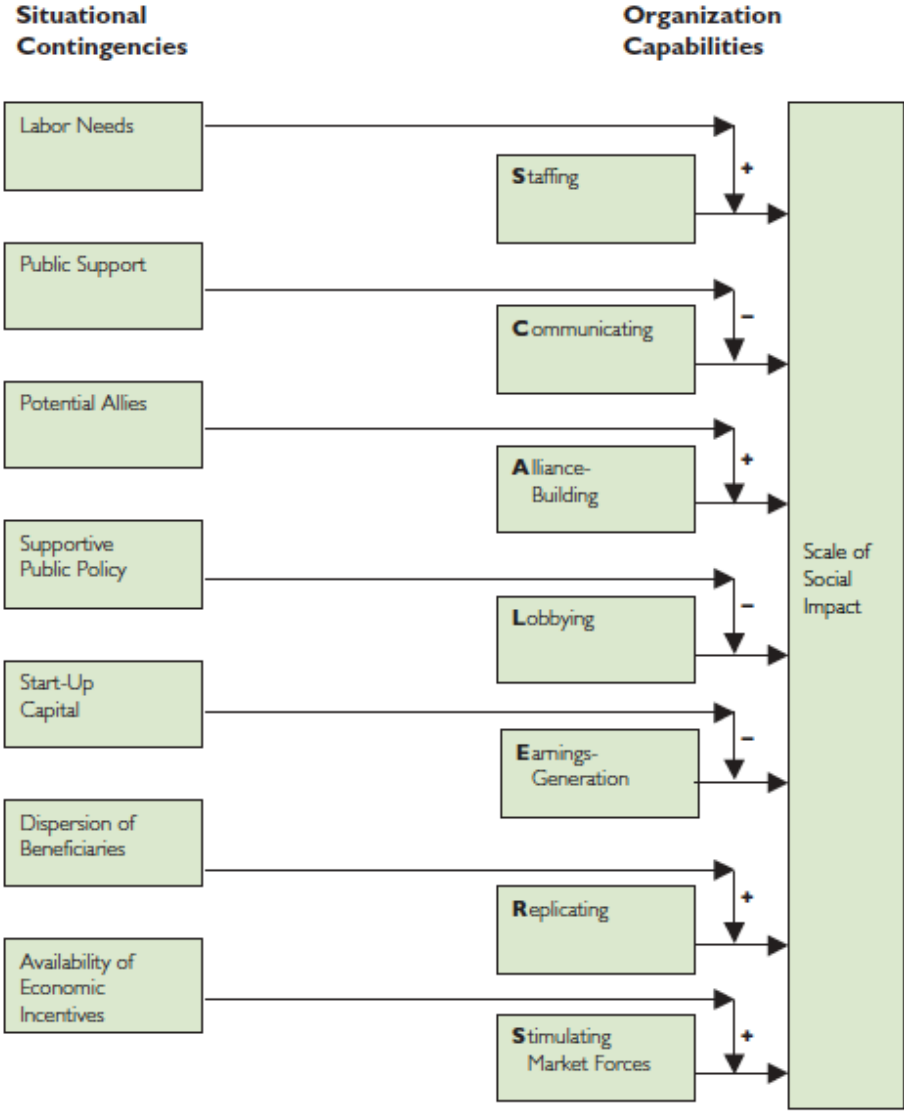 Situational
Contingencies
Organization
Capabilities
Labor Needs
Staffing
+
Public Support
Communicating
–
Potential Allies
Alliance-
Building
+
Supportive
Public Policy
Lobbying
–
Start-Up
Capital
Earnings-
Generation
–
Dispersion of
Beneficiaries
Replicating
+
Availability of
Economic
Incentives
Stimulating
Market Forces
+
Scale of
Social
Impact